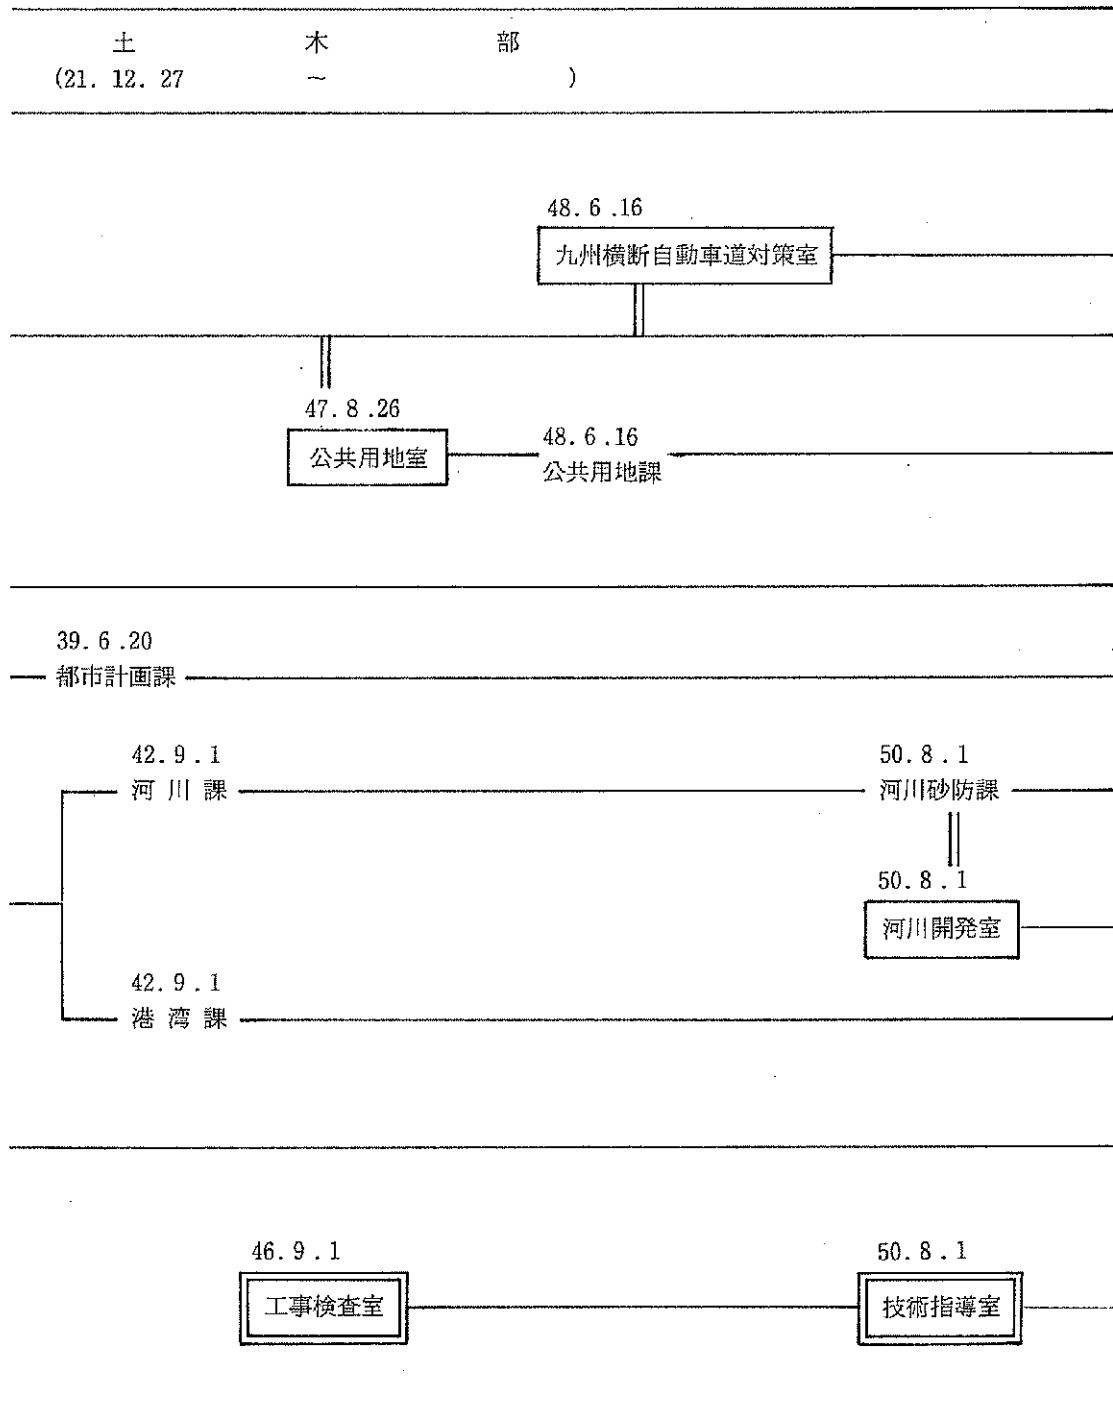 土 木 部
(21. 12. 27 ～ )
48. 6 .16
九州横断自動車道対策室
47. 8 .26
公共用地室
48. 6 .16
公共用地課
39. 6 .20
都市計画課
42. 9 . 1
河 川 課
50. 8 . 1
河川砂防課
50. 8 . 1
河川開発室
42. 9 . 1
港 湾 課
46. 9 . 1
工事検査室
50. 8 . 1
技術指導室